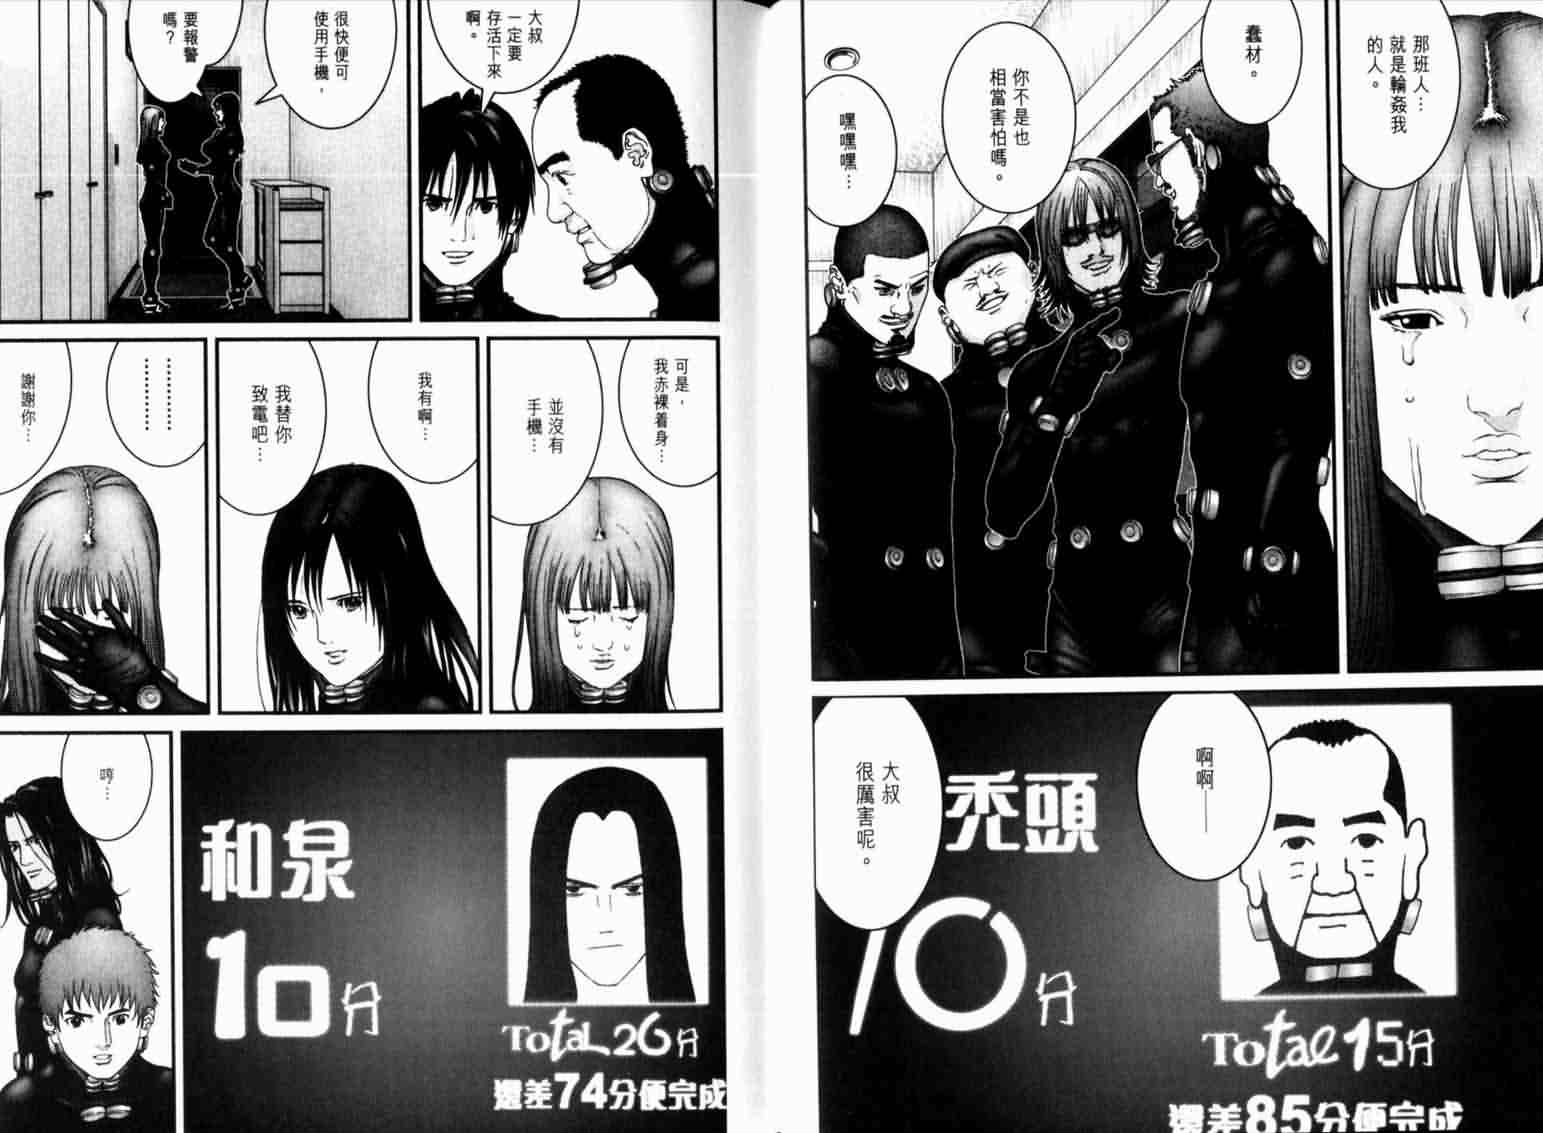 那班人…
就是輪姦我
的人。
蠢材。
你不是也
相當害怕嗎。
嘿嘿嘿…
啊啊——
大叔
很厲害呢。
禿頭
10分
Total 15分
還差85分便完成
大叔
一定要
存活下來
啊。
很快便可
使用手機，
要報警
嗎？
可是，
我赤裸着身…
並沒有
手機…
我有啊…
我替你
致電吧…
………………
謝謝你…
和泉
10分
Total 26分
還差74分便完成
哼…